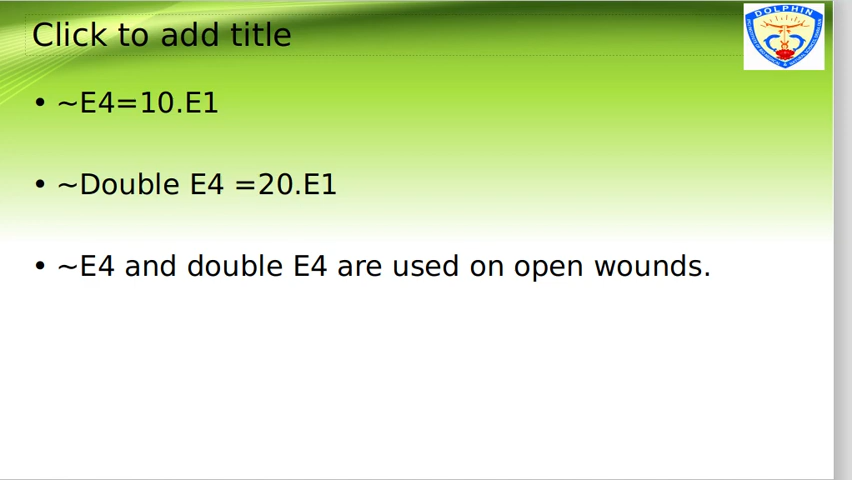 Click to add title
DOLPHIN
• ~E4=10.E1
• ~Double E4 =20.E1
• ~E4 and double E4 are used on open wounds.